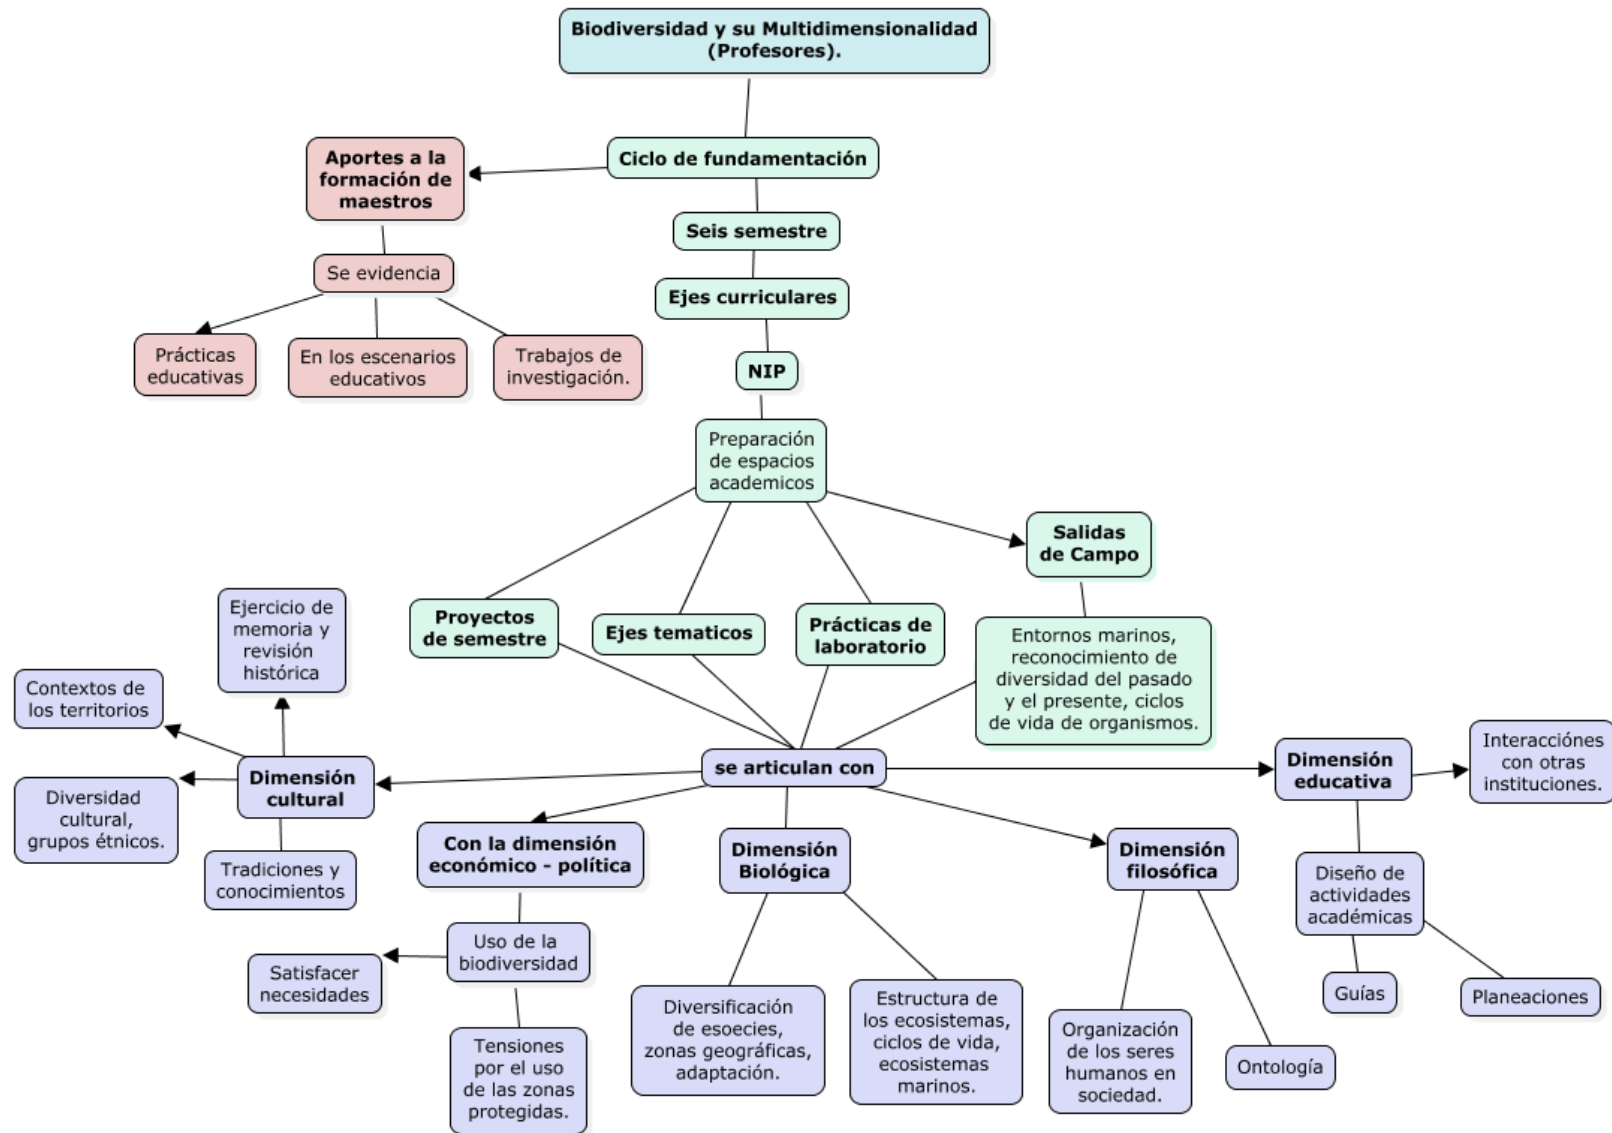 Biodiversidad y su Multidimensionalidad
(Profesores).
Aportes a la
formación de
maestros
Ciclo de fundamentación
Seis semestre
Se evidencia
Ejes curriculares
Prácticas
educativas
En los escenarios
educativos
Trabajos de
investigación.
NIP
Preparación
de espacios
academicos
Salidas
de Campo
Proyectos
de semestre
Ejes tematicos
Prácticas de
laboratorio
Entornos marinos,
reconocimiento de
diversidad del pasado
y el presente, ciclos
de vida de organismos.
Ejercicio de
memoria y
revisión
histórica
Contextos de
los territorios
Dimensión
cultural
Diversidad
cultural,
grupos étnicos.
Tradiciones y
conocimientos
se articulan con
Dimensión
educativa
Interacciónes
con otras
instituciones.
Con la dimensión
económico - política
Dimensión
Biológica
Dimensión
filosófica
Diseño de
actividades
académicas
Uso de la
biodiversidad
Satisfacer
necesidades
Tensiones
por el uso
de las zonas
protegidas.
Diversificación
de esoecies,
zonas geográficas,
adaptación.
Estructura de
los ecosistemas,
ciclos de vida,
ecosistemas
marinos.
Organización
de los seres
humanos en
sociedad.
Ontología
Guías
Planeaciones